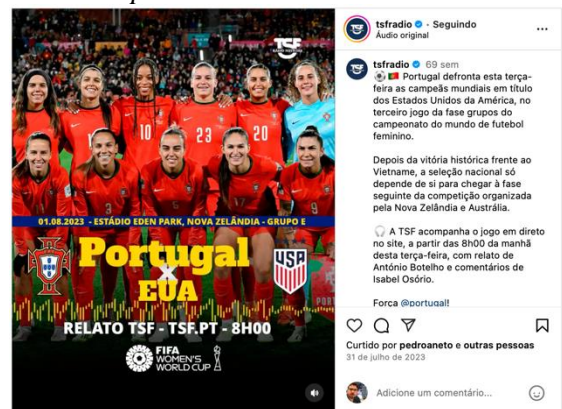 TSF
RÁDIO NOTÍCIAS
10
23
20
9
01.08.2023 - ESTÁDIO EDEN PARK, NOVA ZELÂNDIA - GRUPO E
Portugal
X
EUA
USA
RELATO TSF - TSF.PT - 8H00
FIFA
WOMEN'S
WORLD CUP
tsfradio • Seguindo
Áudio original
tsfradio 69 sem
Portugal defronta esta terça-
feira as campeãs mundiais em título
dos Estados Unidos da América, no
terceiro jogo da fase grupos do
campeonato do mundo de futebol
feminino.
Depois da vitória histórica frente ao
Vietname, a seleção nacional só
depende de si para chegar à fase
seguinte da competição organizada
pela Nova Zelândia e Austrália.
A TSF acompanha o jogo em direto
no site, a partir das 8h00 da manhã
desta terça-feira, com relato de
António Botelho e comentários de
Isabel Osório.
Força @portugal!
Curtido por pedroaneto e outras pessoas
31 de julho de 2023
Adicione um comentário...